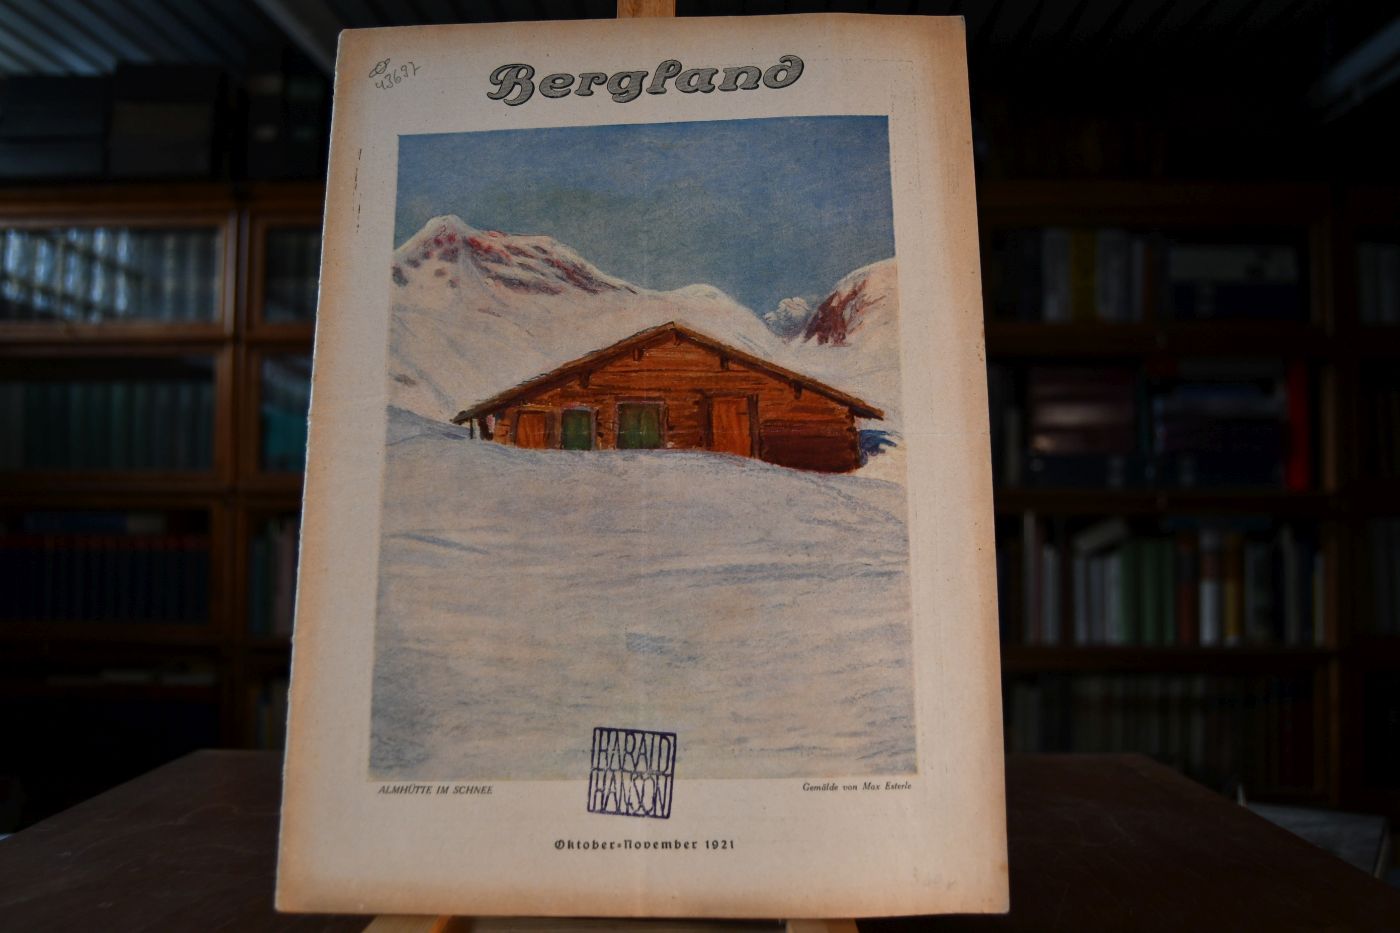 43697
Bergland
ALMHÜTTE IM SCHNEE
Gemälde von Max Esterle
HARALD
HANSON
Oktober=November 1921